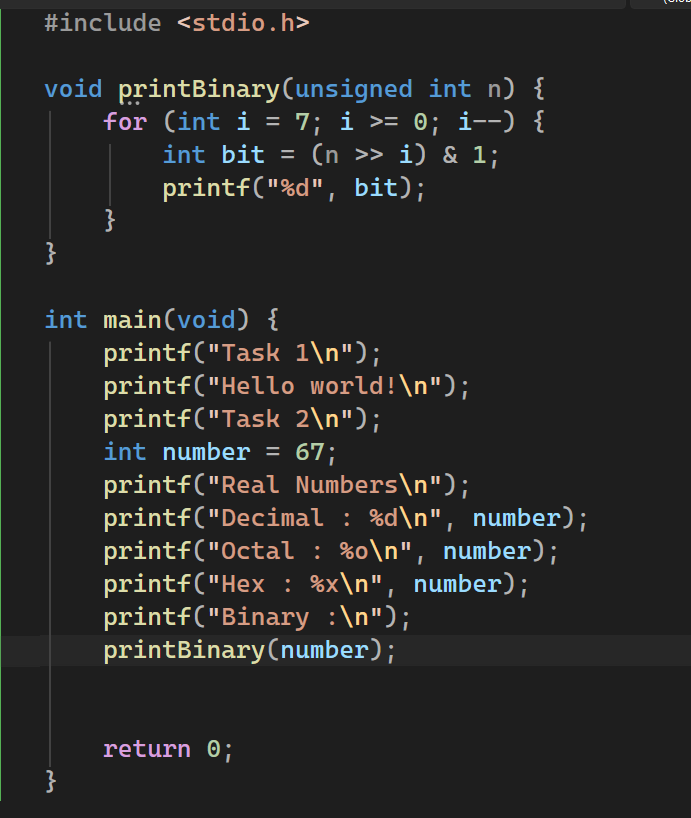 #include <stdio.h>

void printBinary(unsigned int n) {
    for (int i = 7; i >= 0; i--) {
        int bit = (n >> i) & 1;
        printf("%d", bit);
    }
}

int main(void) {
    printf("Task 1\n");
    printf("Hello world!\n");
    printf("Task 2\n");
    int number = 67;
    printf("Real Numbers\n");
    printf("Decimal : %d\n", number);
    printf("Octal : %o\n", number);
    printf("Hex : %x\n", number);
    printf("Binary :\n");
    printBinary(number);


    return 0;
}